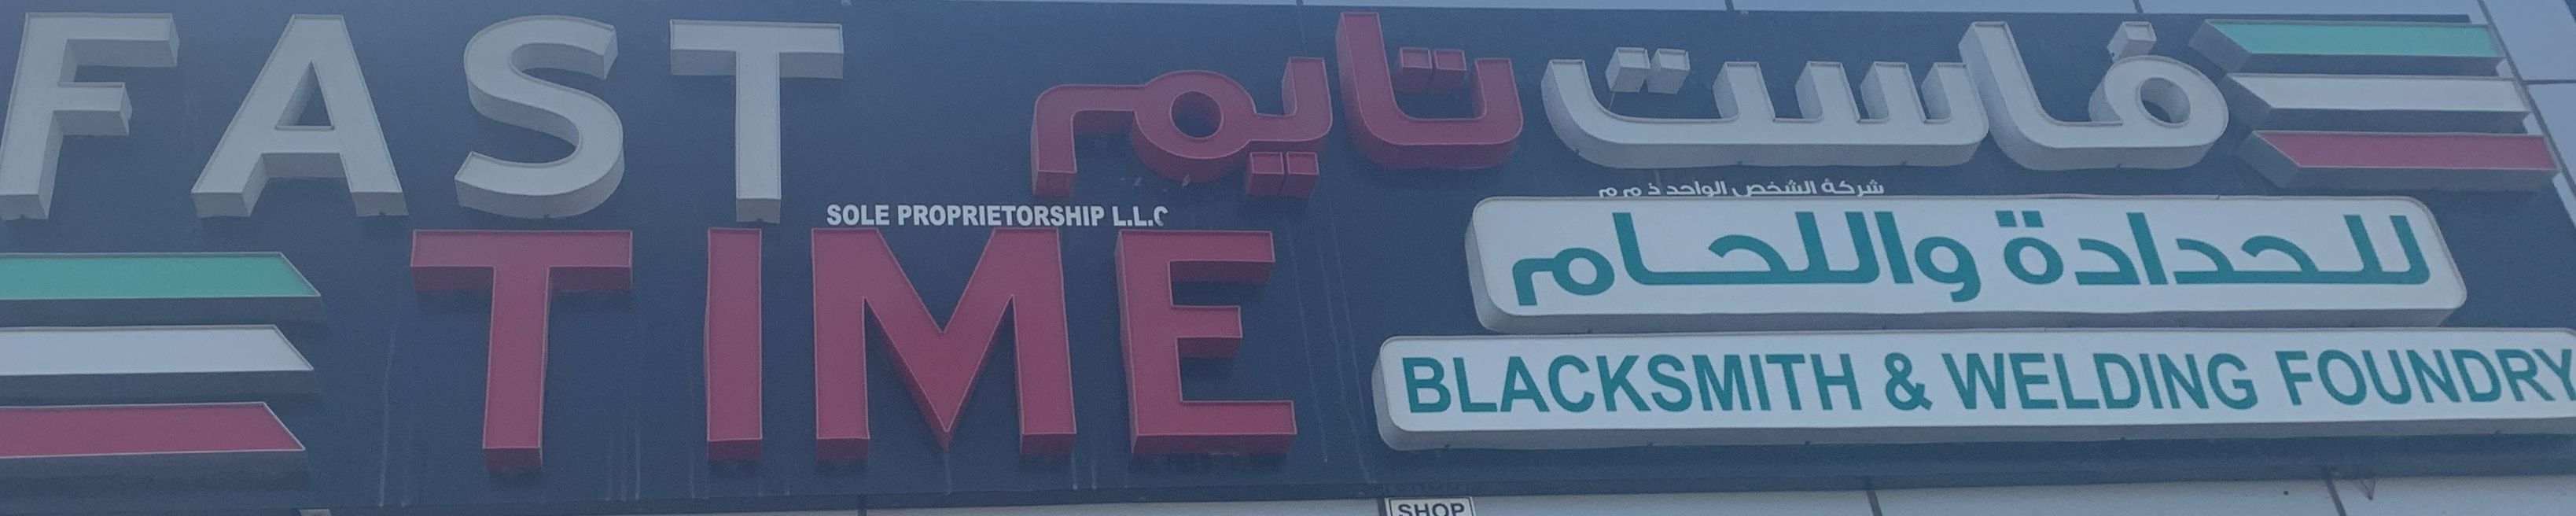 FAST
فاست تايم
شركة الشخص الواحد ذ م م
SOLE PROPRIETORSHIP L.L.C
TIME
للحدادة واللحام
BLACKSMITH & WELDING FOUNDRY
SHOP